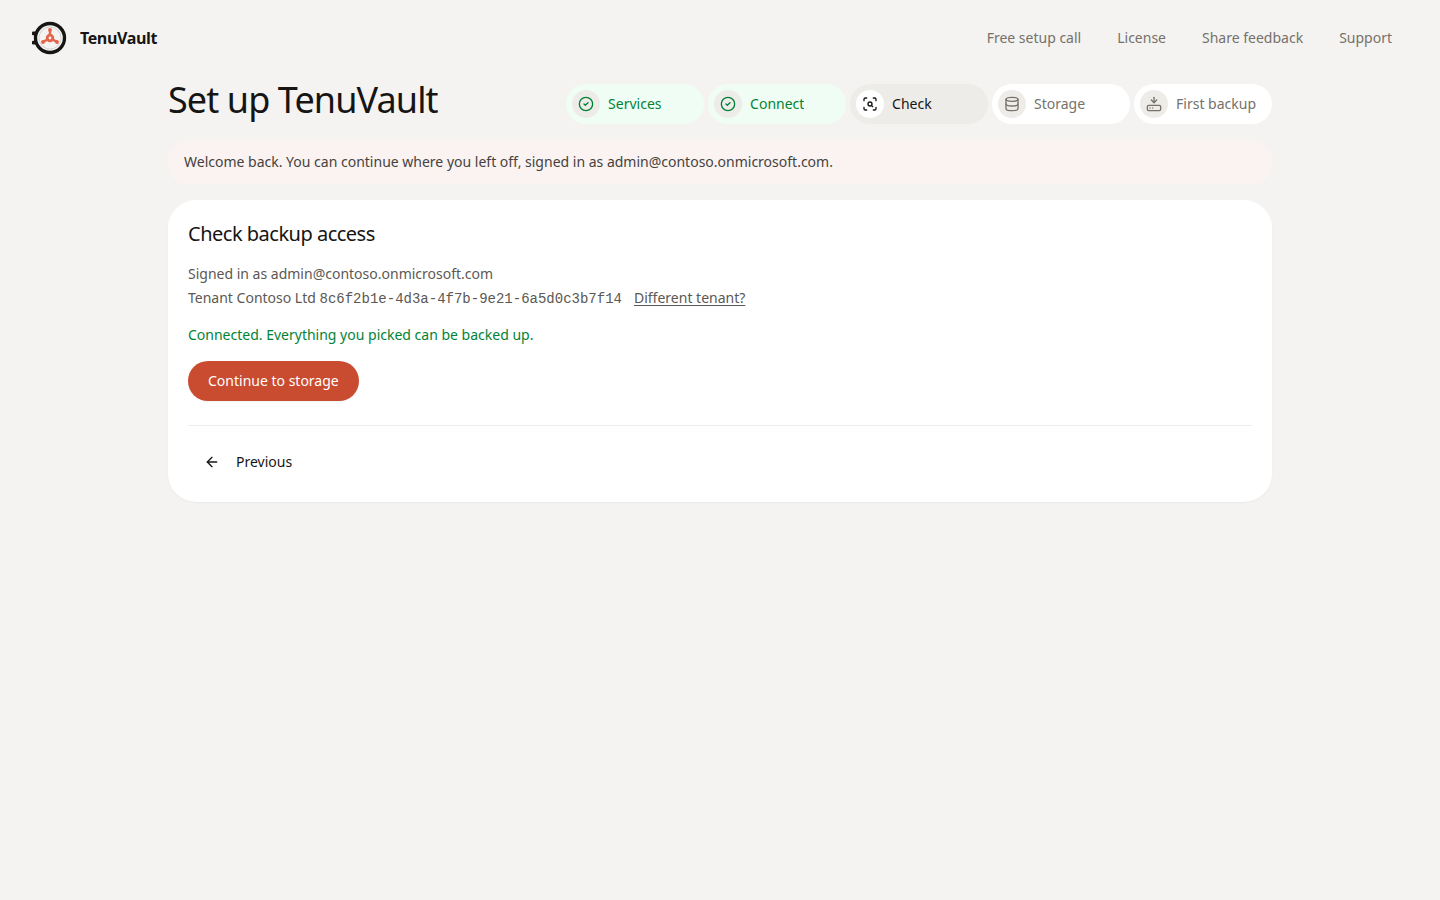 TenuVault
Free setup call
License
Share feedback
Support
Set up TenuVault
Services
Connect
Check
Storage
First backup
Welcome back. You can continue where you left off, signed in as admin@contoso.onmicrosoft.com.
Check backup access
Signed in as admin@contoso.onmicrosoft.com
Tenant Contoso Ltd 8c6f2b1e-4d3a-4f7b-9e21-6a5d0c3b7f14 Different tenant?
Connected. Everything you picked can be backed up.
Continue to storage
Previous